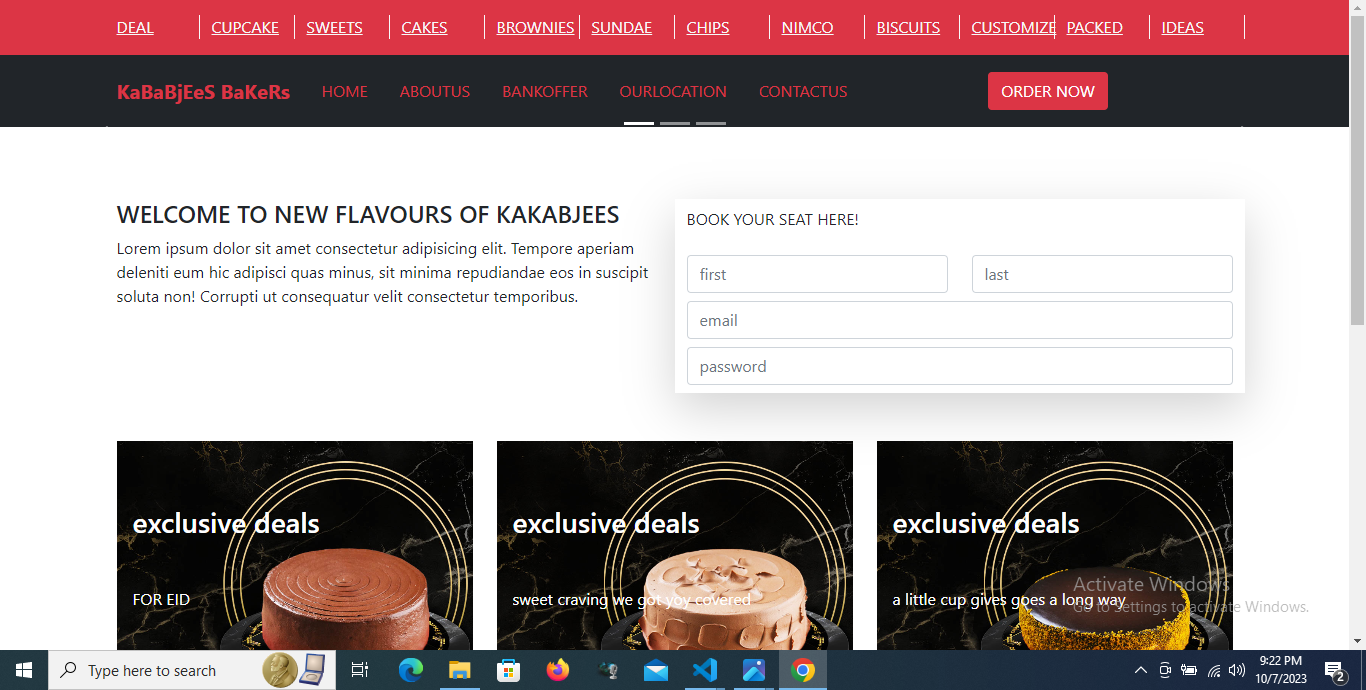 DEAL CUPCAKE SWEETS CAKES BROWNIES SUNDAE CHIPS NIMCO BISCUITS CUSTOMIZE PACKED IDEAS
KaBaBjEeS BaKeRs HOME ABOUTUS BANKOFFER OURLOCATION CONTACTUS ORDER NOW
WELCOME TO NEW FLAVOURS OF KAKABJEES
Lorem ipsum dolor sit amet consectetur adipisicing elit. Tempore aperiam
deleniti eum hic adipisci quas minus, sit minima repudiandae eos in suscipit
soluta non! Corrupti ut consequatur velit consectetur temporibus.
BOOK YOUR SEAT HERE!
first last
email
password
exclusive deals exclusive deals exclusive deals
FOR EID sweet craving we got yoy covered a little cup gives goes a long way
Activate Windows
Go to Settings to activate Windows.
Type here to search
9:22 PM
10/7/2023
2